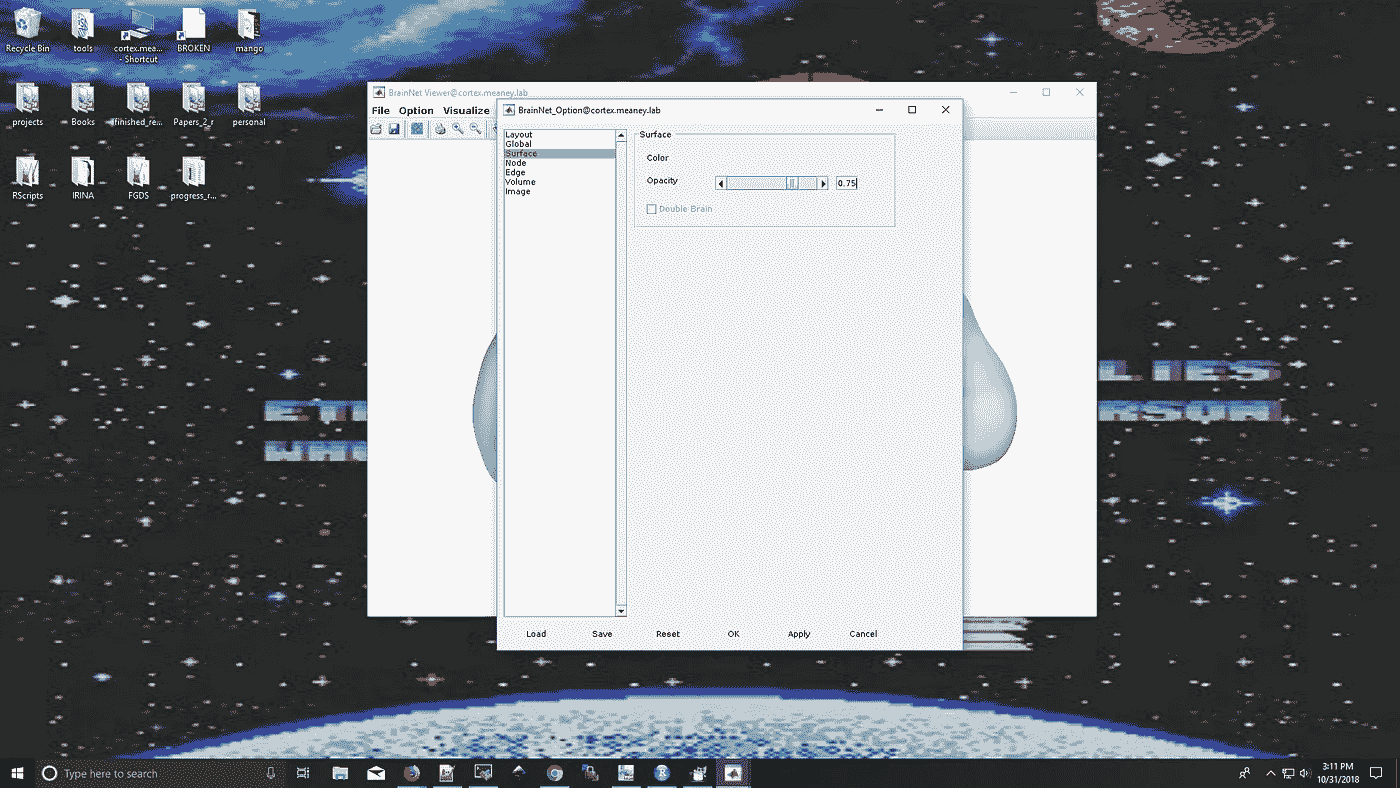 Recycle Bin
tools
cortex.mea...
- Shortcut
BROKEN
mango
projects
Books
finished_re...
Papers_2_r
personal
RScripts
IRINA
FGDS
progress_r...
BrainNet Viewer@cortex.meaney.lab
File Option Visualize
BrainNet_Option@cortex.meaney.lab
Layout
Global
Surface
Node
Edge
Volume
Image
Surface
Color
Opacity
0.75
Double Brain
Load Save Reset OK Apply Cancel
LIES
Type here to search
3:11 PM
10/31/2018